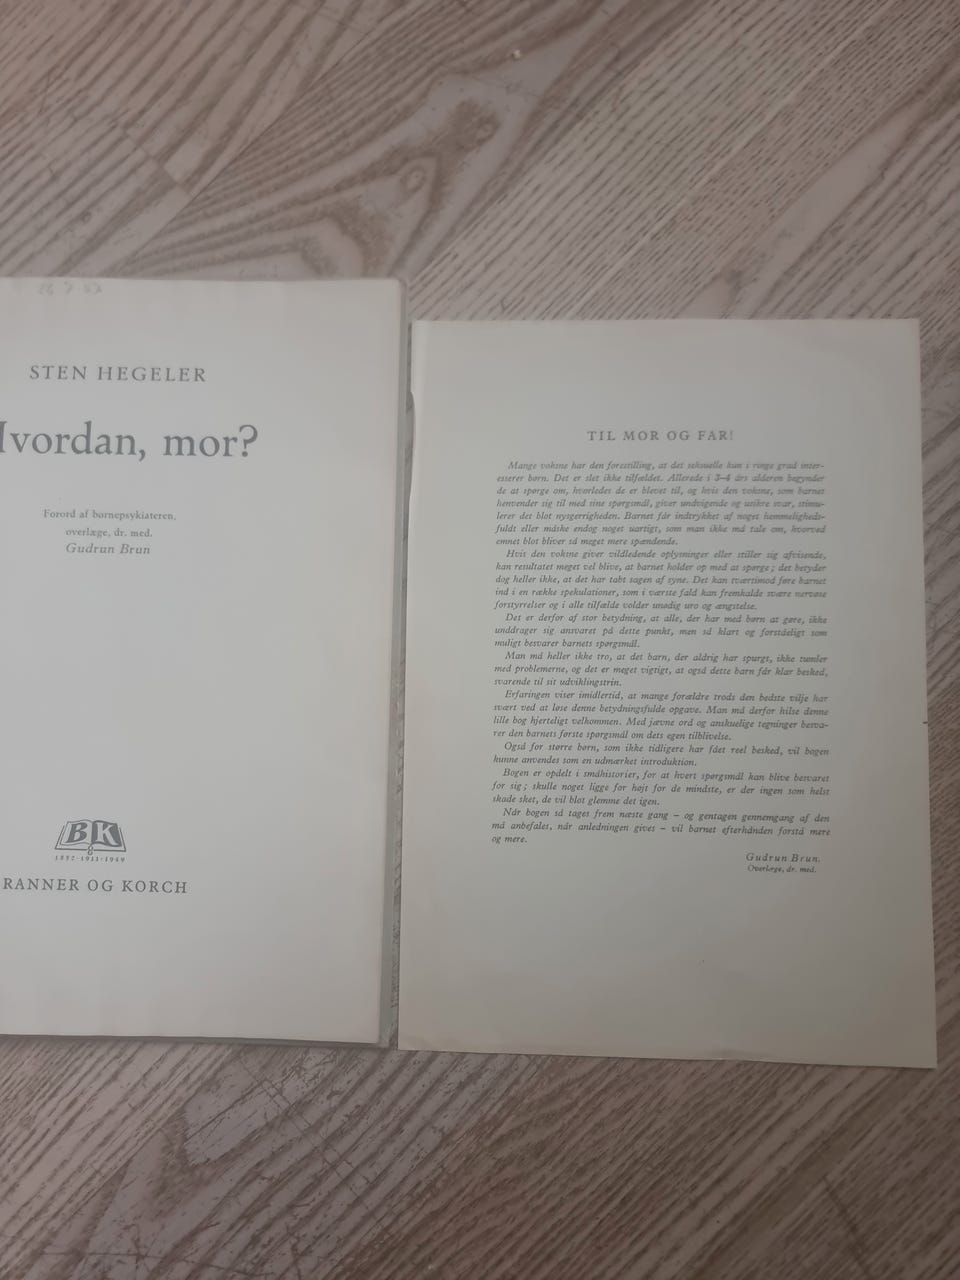 STEN HEGELER
vordan, mor?
Forord af børnepsykiateren,
overlæge, dr. med.
Gudrun Brun
BK
1892·1911·1949
RANNER OG KORCH
TIL MOR OG FAR!
Mange voksne har den forestilling, at det seksuelle kun i ringe grad inter-
esserer børn. Det er slet ikke tilfældet. Allerede i 3–4 års alderen begynder
de at spørge om, hvorledes de er blevet til, og hvis den voksne, som barnet
henvender sig til med sine spørgsmål, giver undvigende og usikre svar, stimu-
lerer det blot nysgerrigheden. Barnet får indtrykket af noget hemmeligheds-
fuldt eller måske endog noget uartigt, som man ikke må tale om, hvorved
emnet blot bliver så meget mere spændende.
Hvis den voksne giver vildledende oplysninger eller stiller sig afvisende,
kan resultatet meget vel blive, at barnet holder op med at spørge; det betyder
dog heller ikke, at det har tabt sagen af syne. Det kan tværtimod føre barnet
ind i en række spekulationer, som i værste fald kan fremkalde svære nervøse
forstyrrelser og i alle tilfælde volder unødig uro og ængstelse.
Det er derfor af stor betydning, at alle, der har med børn at gøre, ikke
unddrager sig ansvaret på dette punkt, men så klart og forståeligt som
muligt besvarer barnets spørgsmål.
Man må heller ikke tro, at det barn, der aldrig har spurgt, ikke tumler
med problemerne, og det er meget vigtigt, at også dette barn får klar besked,
svarende til sit udviklingstrin.
Erfaringen viser imidlertid, at mange forældre trods den bedste vilje har
svært ved at løse denne betydningsfulde opgave. Man må derfor hilse denne
lille bog hjerteligt velkommen. Med jævne ord og anskuelige tegninger besva-
rer den barnets første spørgsmål om dets egen tilblivelse.
Også for større børn, som ikke tidligere har fået reel besked, vil bogen
kunne anvendes som en udmærket introduktion.
Bogen er opdelt i småhistorier, for at hvert spørgsmål kan blive besvaret
for sig; skulle noget ligge for højt for de mindste, er der ingen som helst
skade sket, de vil blot glemme det igen.
Når bogen så tages frem næste gang – og gentagen gennemgang af den
må anbefales, når anledningen gives – vil barnet efterhånden forstå mere
og mere.
Gudrun Brun.
Overlæge, dr. med.